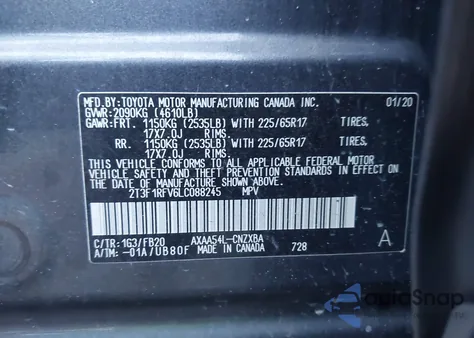 MFD.BY:TOYOTA MOTOR MANUFACTURING CANADA INC. 01/20
GVWR:2090KG (4610LB)
GAWR:FRT. 1150KG (2535LB) WITH 225/65R17 TIRES,
17X7.0J RIMS.
RR. 1150KG (2535LB) WITH 225/65R17 TIRES,
17X7.0J RIMS.
THIS VEHICLE CONFORMS TO ALL APPLICABLE FEDERAL MOTOR
VEHICLE SAFETY AND THEFT PREVENTION STANDARDS IN EFFECT
ON THE DATE OF MANUFACTURE SHOWN ABOVE.
2T3F1RFV6LC088245 MPV
C/TR:1G3/FB20 AXAA54L-CNZXBA A
A/TM:-01A/UB80F MADE IN CANADA 728
RapidSnap